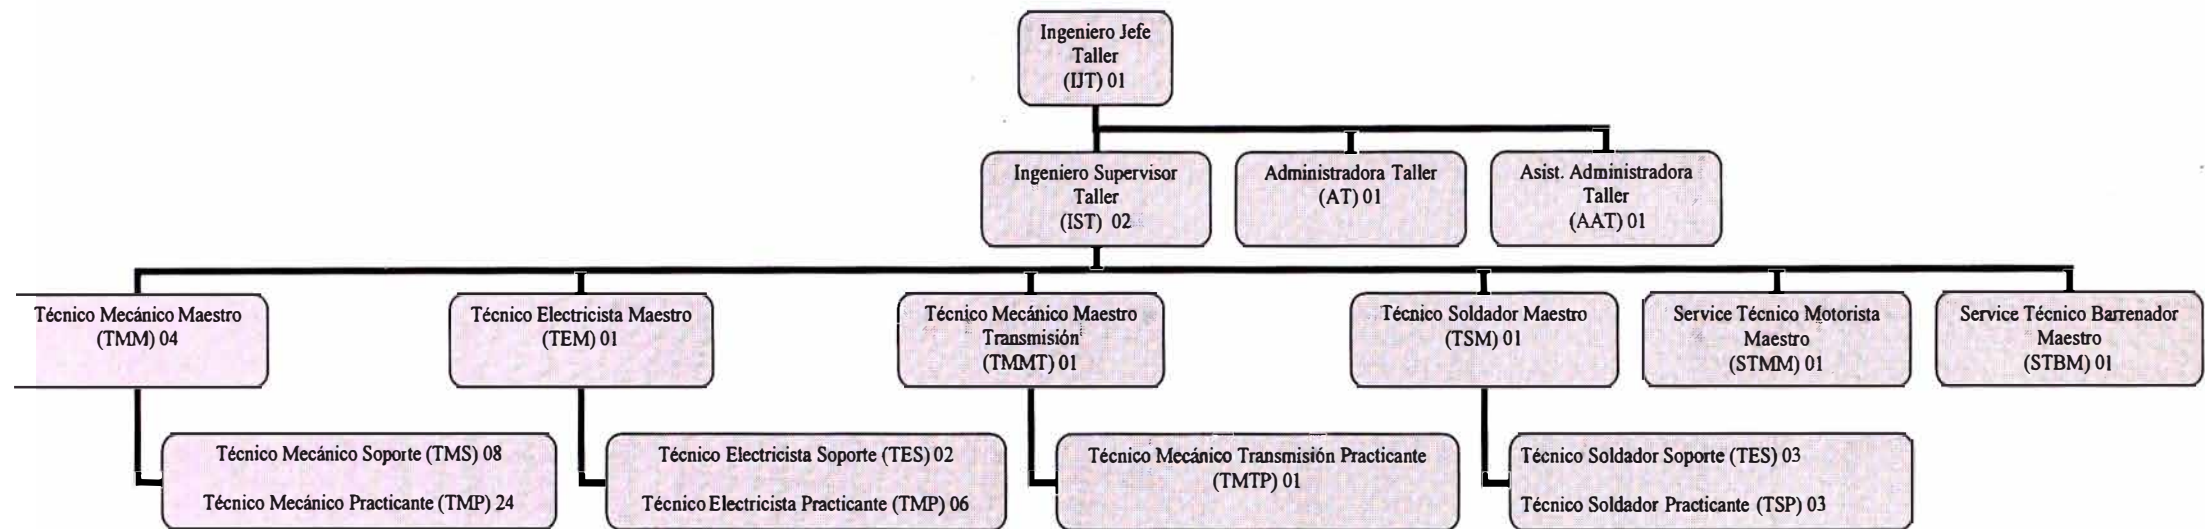 Ingeniero Jefe
Taller
(IJT) 01
Ingeniero Supervisor
Taller
(IST) 02
Administradora Taller
(AT) 01
Asist. Administradora
Taller
(AAT) 01
Técnico Mecánico Maestro
(TMM) 04
Técnico Electricista Maestro
(TEM) 01
Técnico Mecánico Maestro
Transmisión
(TMMT) 01
Técnico Soldador Maestro
(TSM) 01
Service Técnico Motorista
Maestro
(STMM) 01
Service Técnico Barrenador
Maestro
(STBM) 01
Técnico Mecánico Soporte (TMS) 08
Técnico Mecánico Practicante (TMP) 24
Técnico Electricista Soporte (TES) 02
Técnico Electricista Practicante (TMP) 06
Técnico Mecánico Transmisión Practicante
(TMTP) 01
Técnico Soldador Soporte (TES) 03
Técnico Soldador Practicante (TSP) 03